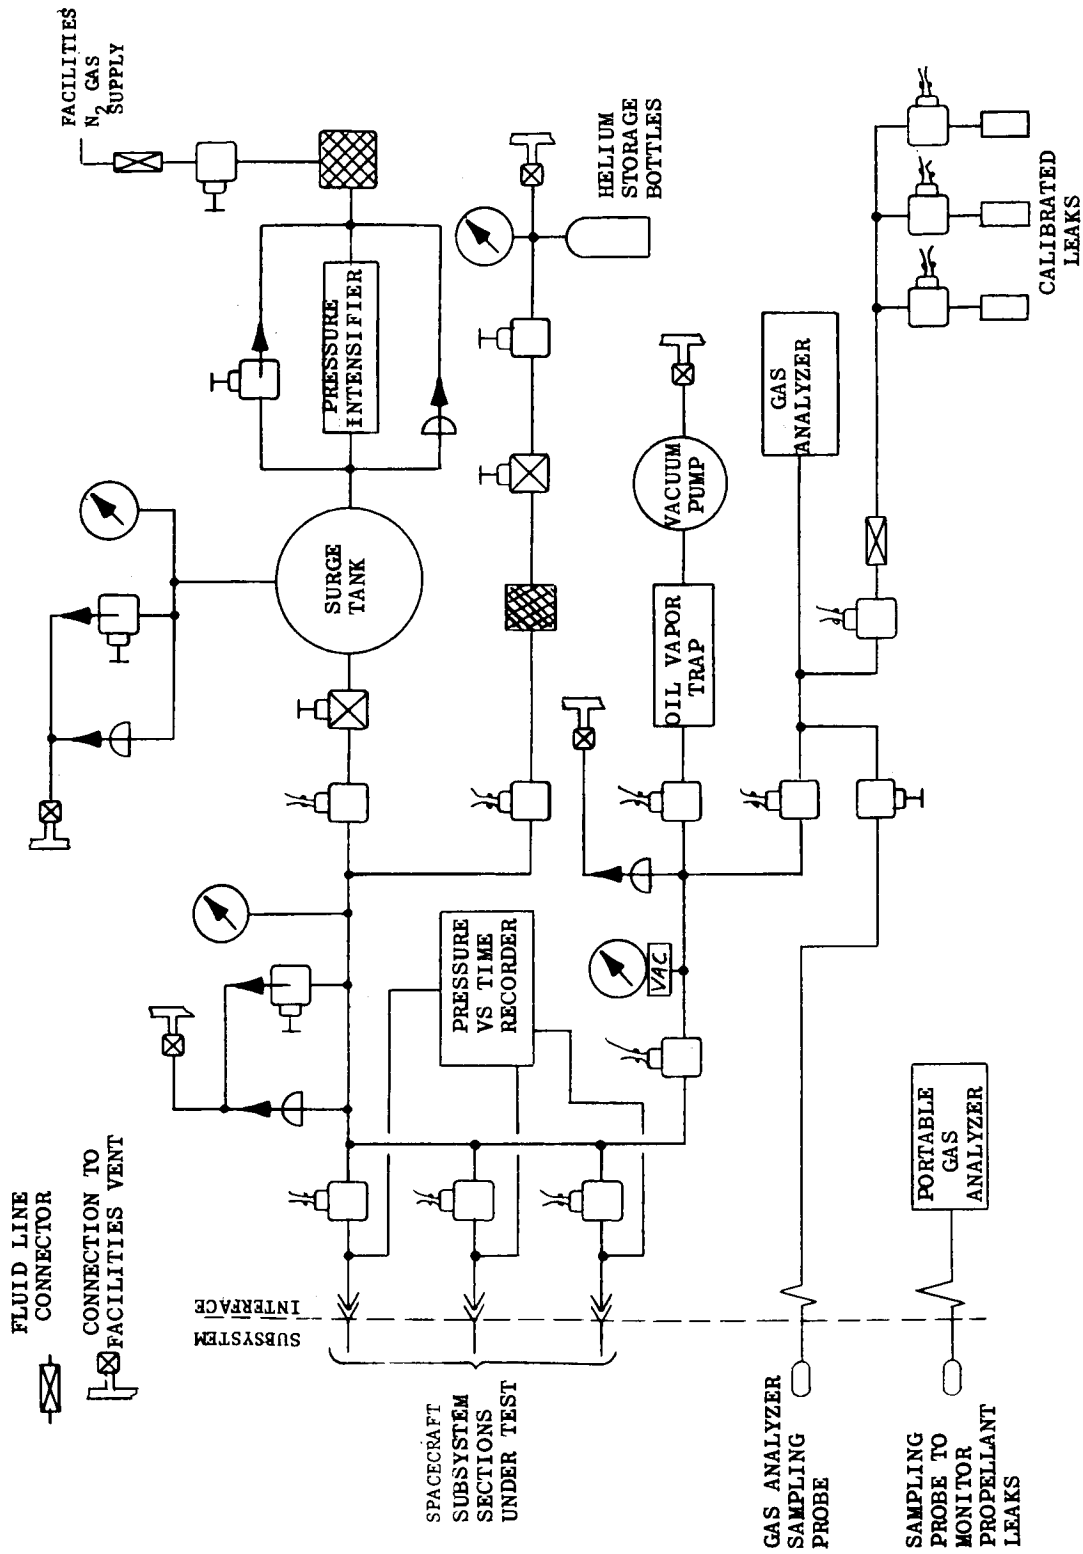 FLUID LINE
CONNECTOR
CONNECTION TO
FACILITIES VENT
FACILITIES
N₂ GAS
SUPPLY
PRESSURE
INTENSIFIER
SURGE
TANK
HELIUM
STORAGE
BOTTLES
PRESSURE
VS TIME
RECORDER
VAC
OIL VAPOR
TRAP
VACUUM
PUMP
GAS
ANALYZER
CALIBRATED
LEAKS
PORTABLE
GAS
ANALYZER
SUBSYSTEM
INTERFACE
SPACECRAFT
SUBSYSTEM
SECTIONS
UNDER TEST
GAS ANALYZER
SAMPLING
PROBE
SAMPLING
PROBE TO
MONITOR
PROPELLANT
LEAKS